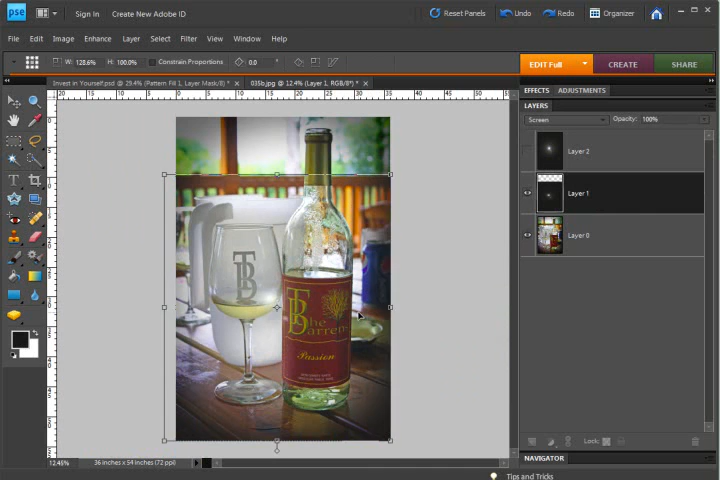 pse Sign In Create New Adobe ID Reset Panels Undo Redo Organizer
File Edit Image Enhance Layer Select Filter View Window Help
W: 128.6% H: 100.0% Constrain Proportions 0.0 ° EDIT Full CREATE SHARE
Invest in Yourself.psd @ 29.4% (Pattern Fill 1, Layer Mask/8) * × 035b.jpg @ 12.4% (Layer 1, RGB/8*) * ×
EFFECTS ADJUSTMENTS
LAYERS
Screen Opacity: 100%
Layer 2
Layer 1
Layer 0
TB
The Barrens
Passion
Lock:
12.46% 36 inches x 54 inches (72 ppi)
NAVIGATOR
Tips and Tricks